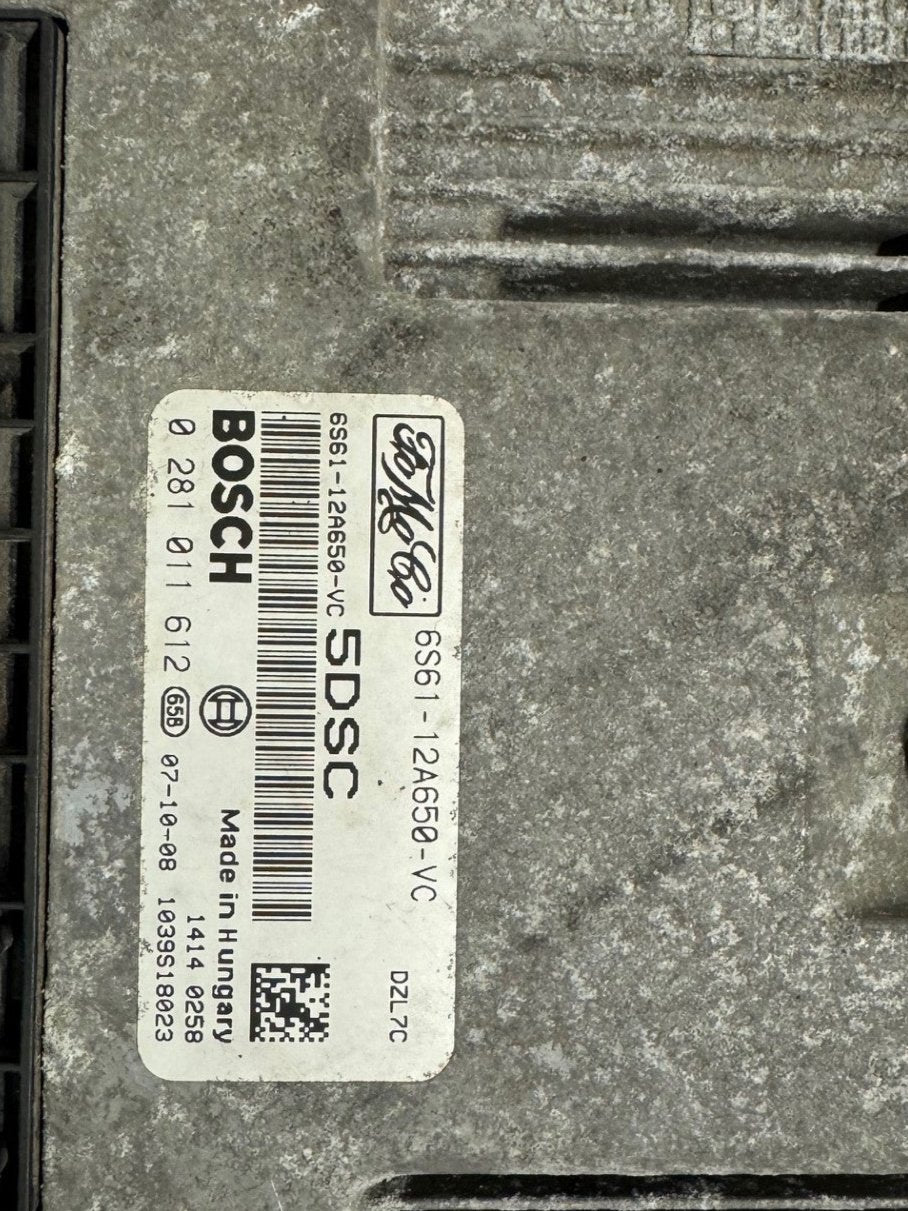 FoMoCo
6S61-12A650-VC
DZL7C
6S61-12A650-VC
5DSC
BOSCH
Made in Hungary
1414 0258
0 281 011 612
65B
07-10-08
1039S18023